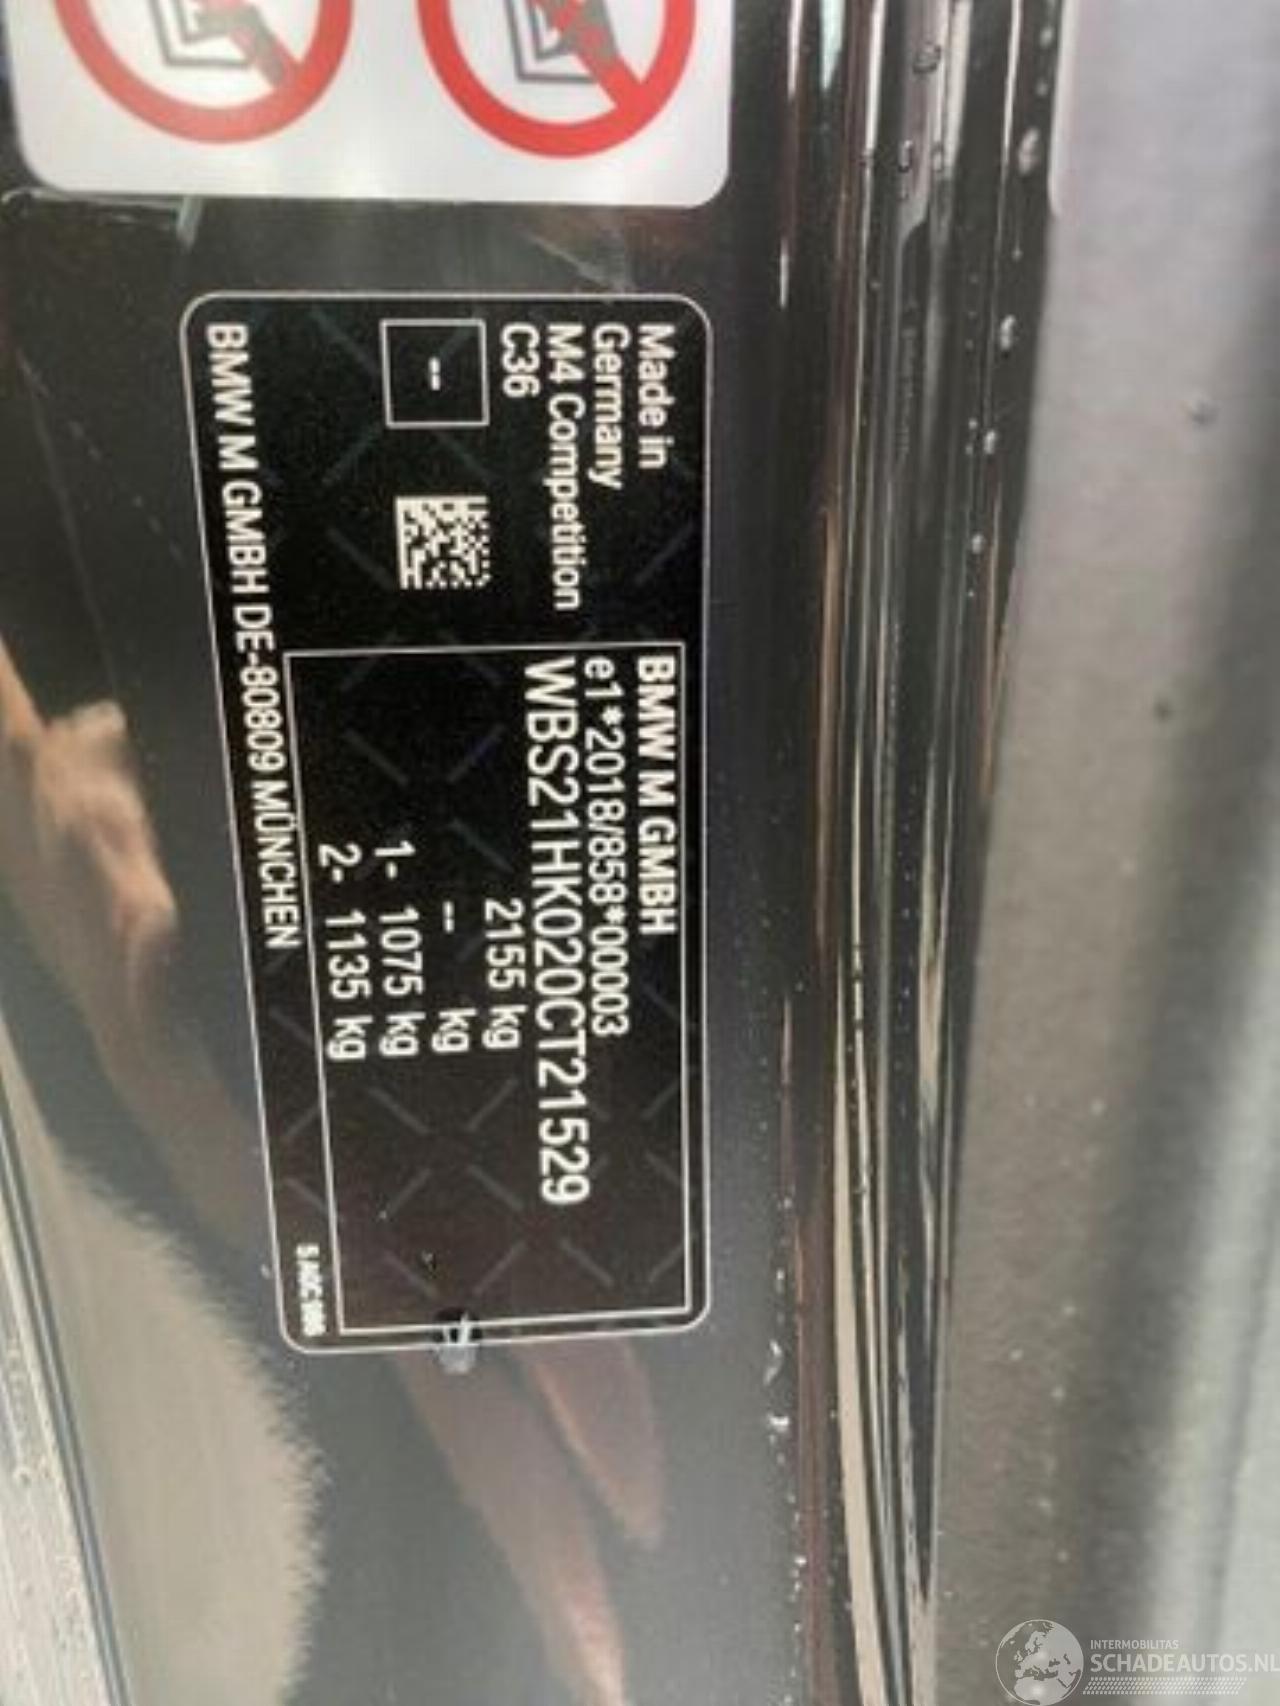 Made in
Germany
M4 Competition
C36
--
BMW M GMBH
e1*2018/858*00003
WBS21HK020CT21529
2155 kg
-- kg
1- 1075 kg
2- 1135 kg
BMW M GMBH DE-80809 MÜNCHEN
INTERMOBILITAS
SCHADEAUTOS.NL